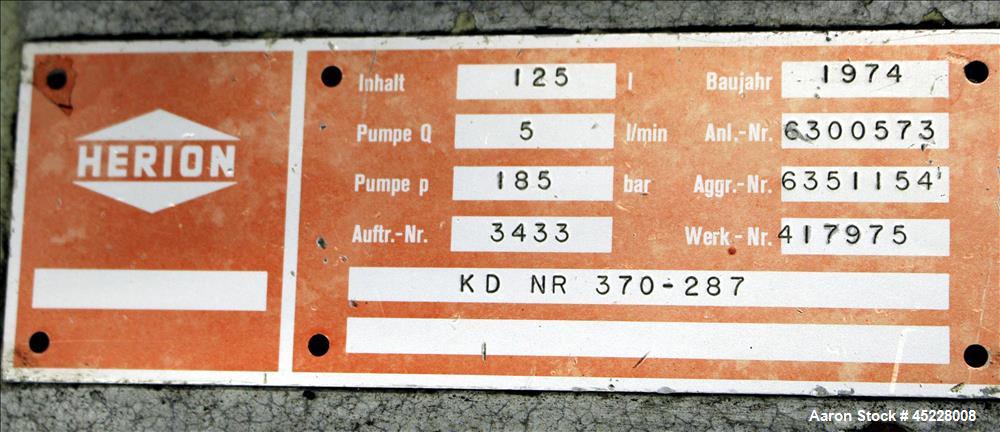 HERION
Inhalt 125 l Baujahr 1974
Pumpe Q 5 l/min Anl.-Nr. 6300573
Pumpe p 185 bar Aggr.-Nr. 6351154
Auftr.-Nr. 3433 Werk-Nr. 417975
KD NR 370-287
Aaron Stock # 45228008